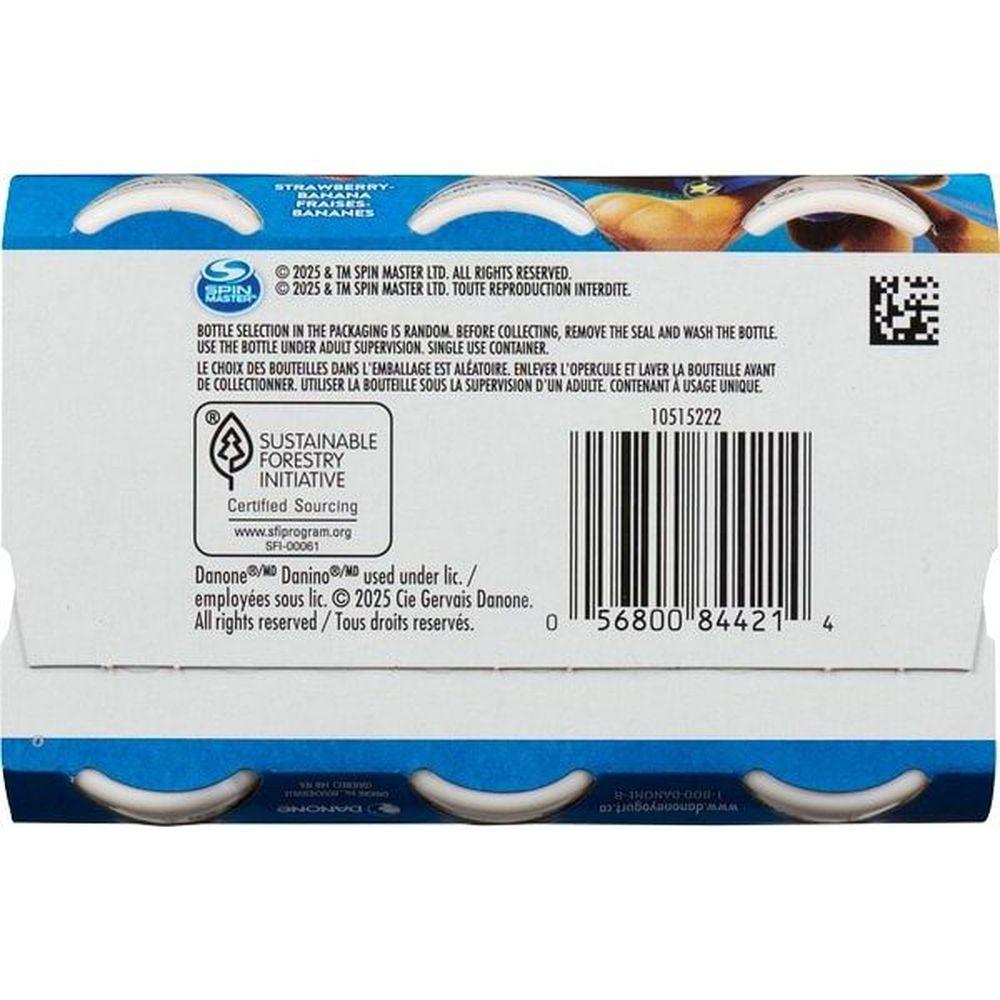 STRAWBERRY-
BANANA
FRAISES-
BANANES
SPIN
MASTER
© 2025 & TM SPIN MASTER LTD. ALL RIGHTS RESERVED.
© 2025 & TM SPIN MASTER LTD. TOUTE REPRODUCTION INTERDITE.
BOTTLE SELECTION IN THE PACKAGING IS RANDOM. BEFORE COLLECTING, REMOVE THE SEAL AND WASH THE BOTTLE.
USE THE BOTTLE UNDER ADULT SUPERVISION. SINGLE USE CONTAINER.
LE CHOIX DES BOUTEILLES DANS L'EMBALLAGE EST ALÉATOIRE. ENLEVER L'OPERCULE ET LAVER LA BOUTEILLE AVANT
DE COLLECTIONNER. UTILISER LA BOUTEILLE SOUS LA SUPERVISION D'UN ADULTE. CONTENANT À USAGE UNIQUE.
®
SUSTAINABLE
FORESTRY
INITIATIVE
Certified Sourcing
www.sfiprogram.org
SFI-00061
10515222
0 56800 84421 4
Danone®/MD Danino®/MD used under lic. /
employées sous lic. © 2025 Cie Gervais Danone.
All rights reserved / Tous droits reservés.
1-800-DANONE-8
www.danoneyogurt.co
DANONE